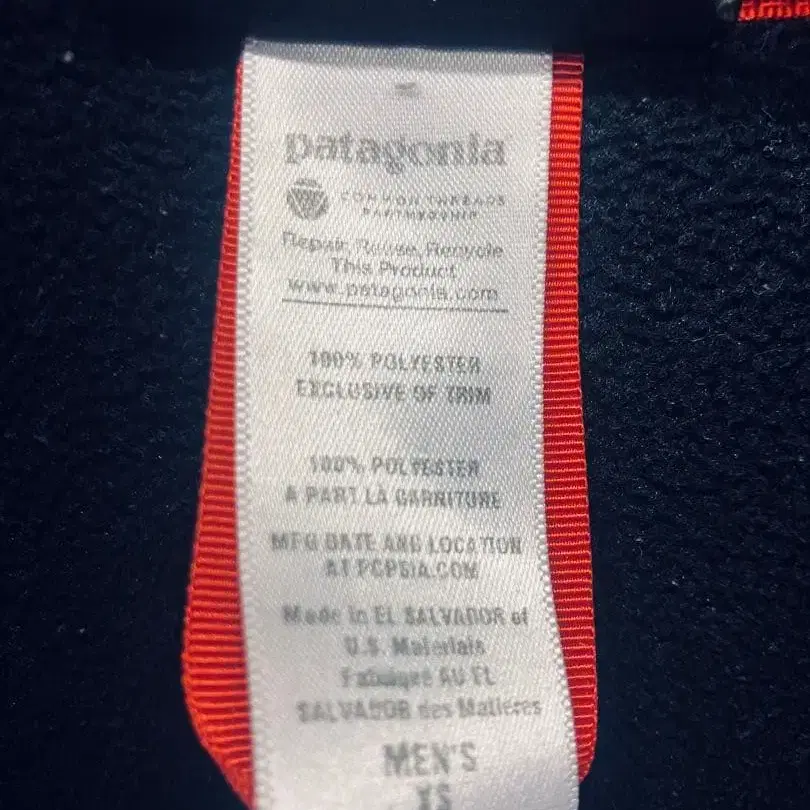 patagonia
COMMON THREADS
PARTNERSHIP
Repair, Reuse, Recycle
This Product
www.patagonia.com
100% POLYESTER
EXCLUSIVE OF TRIM
100% POLYESTER
A PART LA GARNITURE
MFG DATE AND LOCATION
AT PCPSIA.COM
Made in EL SALVADOR of
U.S. Materials
Fabriqué AU EL
SALVADOR des Matieres
MEN'S
XS